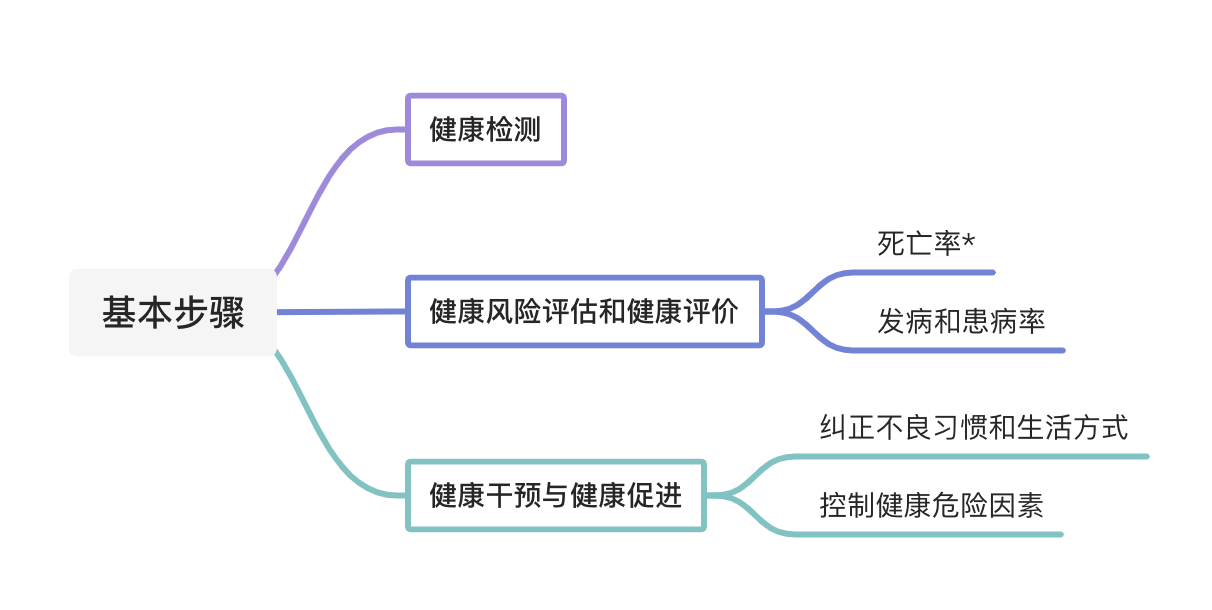 基本步骤
健康检测
健康风险评估和健康评价
死亡率*
发病和患病率
健康干预与健康促进
纠正不良习惯和生活方式
控制健康危险因素